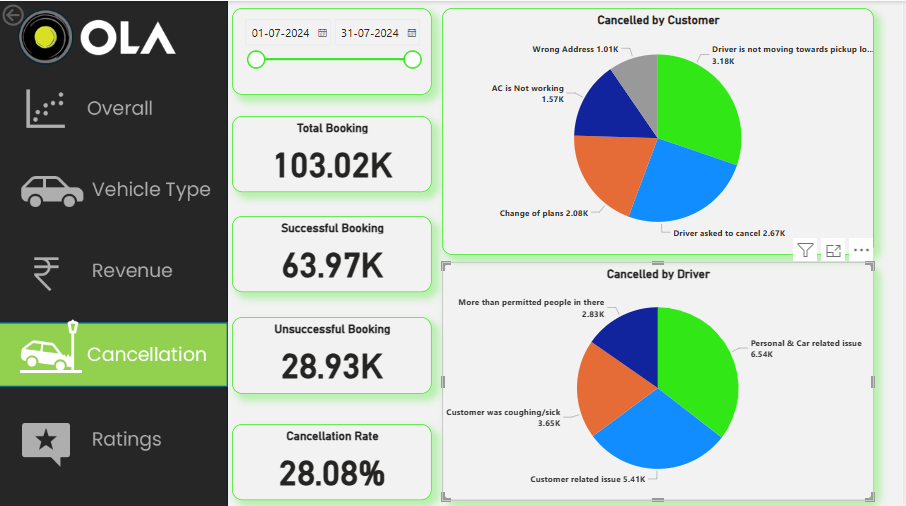 OLA
Overall
Vehicle Type
Revenue
Cancellation
Ratings
01-07-2024 31-07-2024
Total Booking
103.02K
Successful Booking
63.97K
Unsuccessful Booking
28.93K
Cancellation Rate
28.08%
Cancelled by Customer
Wrong Address 1.01K
Driver is not moving towards pickup lo...
3.18K
AC is Not working
1.57K
Change of plans 2.08K
Driver asked to cancel 2.67K
Cancelled by Driver
More than permitted people in there
2.83K
Personal & Car related issue
6.54K
Customer was coughing/sick
3.65K
Customer related issue 5.41K